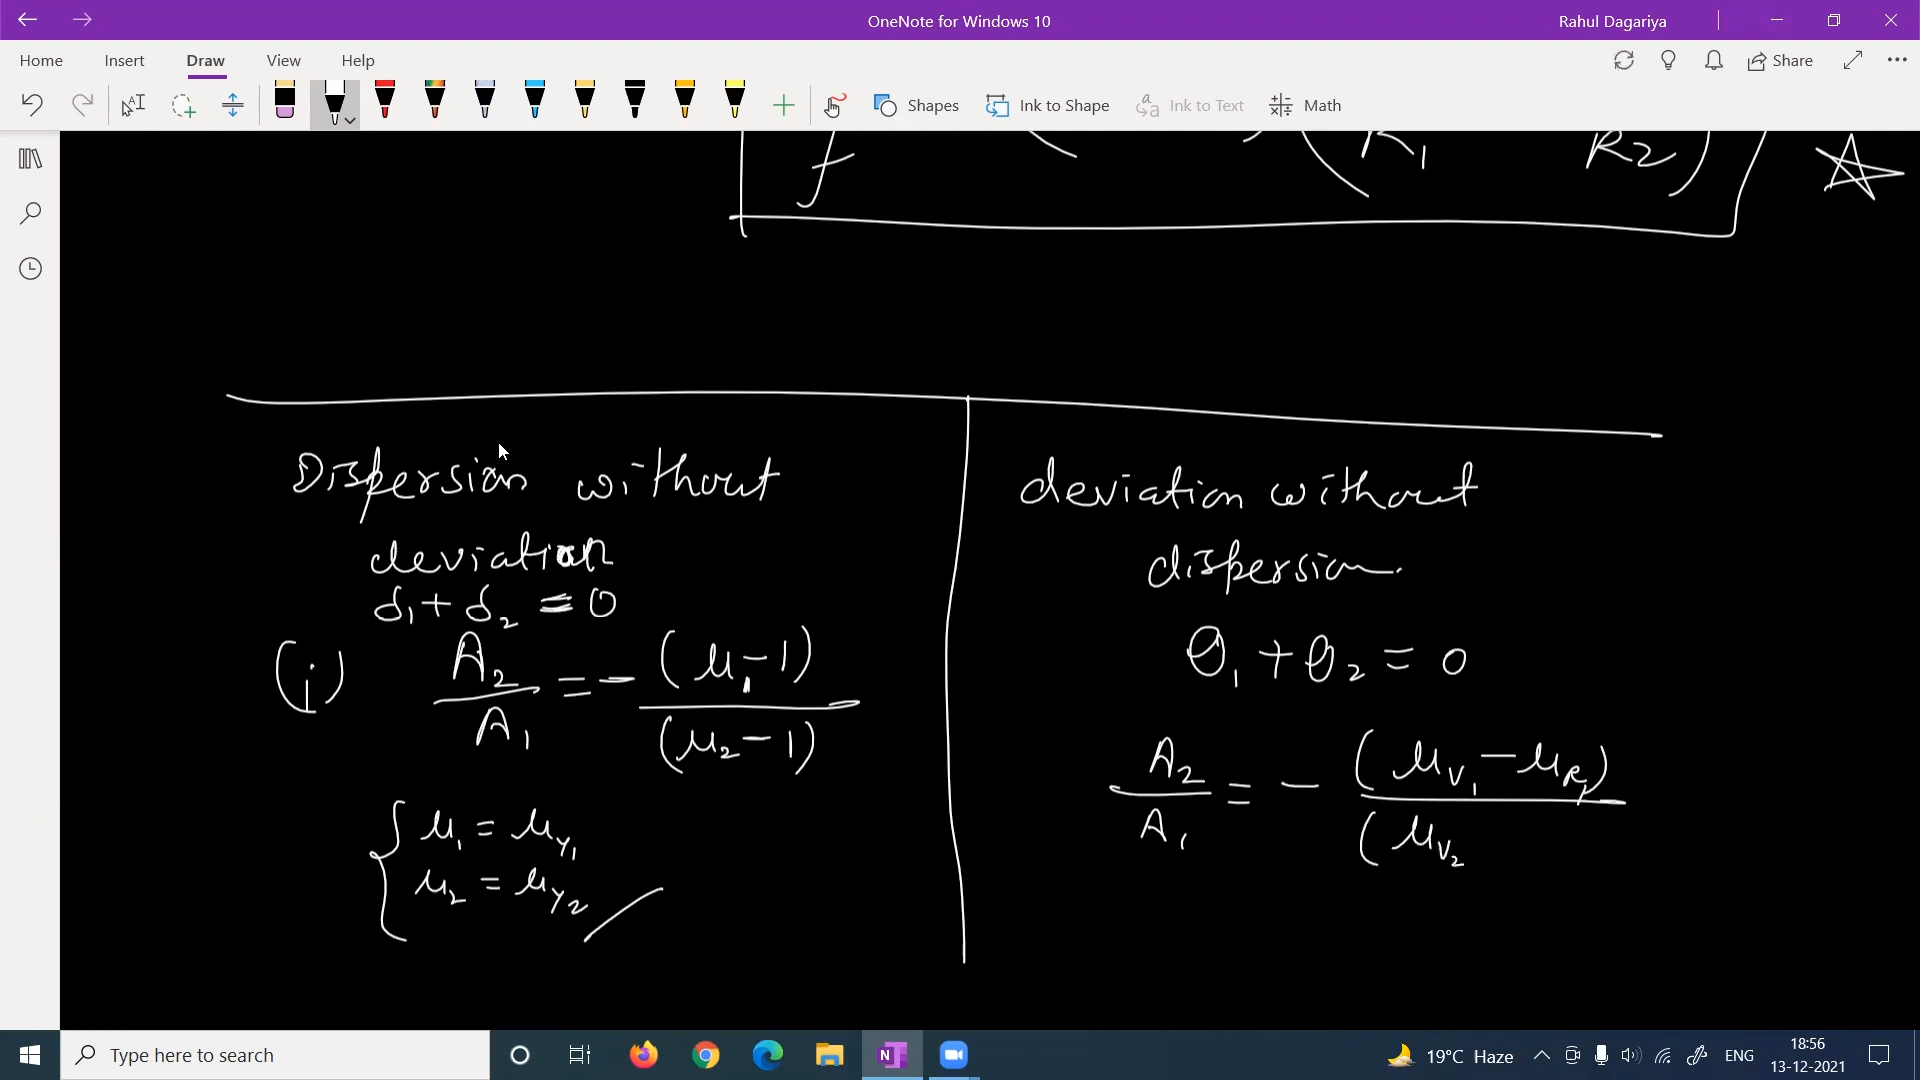 OneNote for Windows 10
Rahul Dagariya
Home Insert Draw View Help
Share
Shapes Ink to Shape Ink to Text Math
f ( ) ( R₁ R₂ )
Dispersion without
deviation
δ₁ + δ₂ = 0
(i) A₂/A₁ = - (μ₁-1)/(μ₂-1)
{ μ₁ = μy₁
μ₂ = μy₂
deviation without
dispersion.
θ₁ + θ₂ = 0
A₂/A₁ = - (μv₁ - μR₁)/(μv₂
Type here to search
19°C Haze
ENG
18:56
13-12-2021